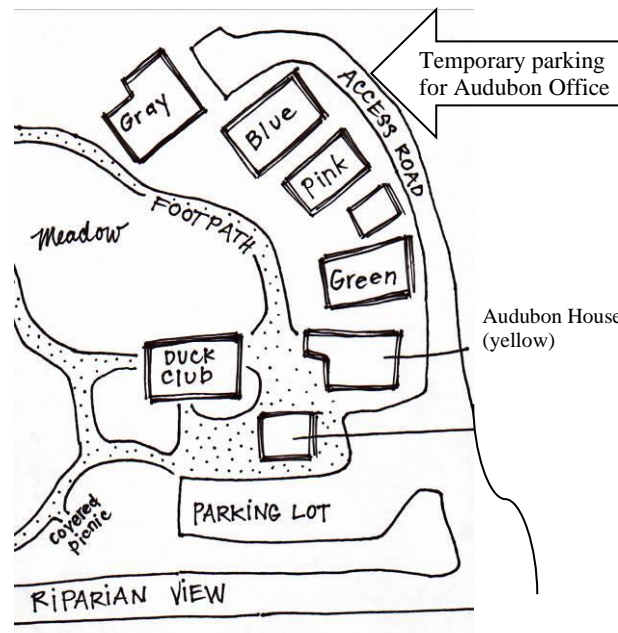 Temporary parking
for Audubon Office
ACCESS ROAD
Gray
Blue
Pink
FOOTPATH
Meadow
Green
Audubon House
(yellow)
DUCK
CLUB
covered
picnic
PARKING LOT
RIPARIAN VIEW